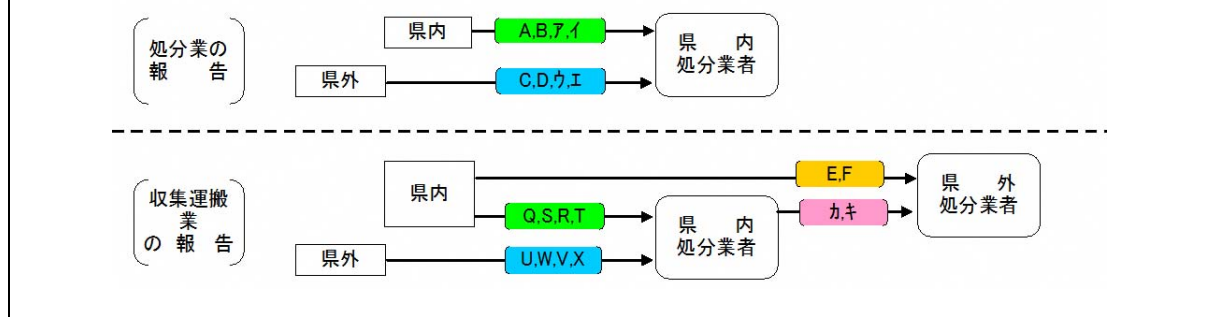 処分業の
報　　告
県内
A,B,ｱ,ｲ
県　　内
処分業者
県外
C,D,ｳ,ｴ
収集運搬
業
の 報 告
県内
E,F
県　　外
処分業者
Q,S,R,T
県　　内
処分業者
ｶ,ｷ
県外
U,W,V,X